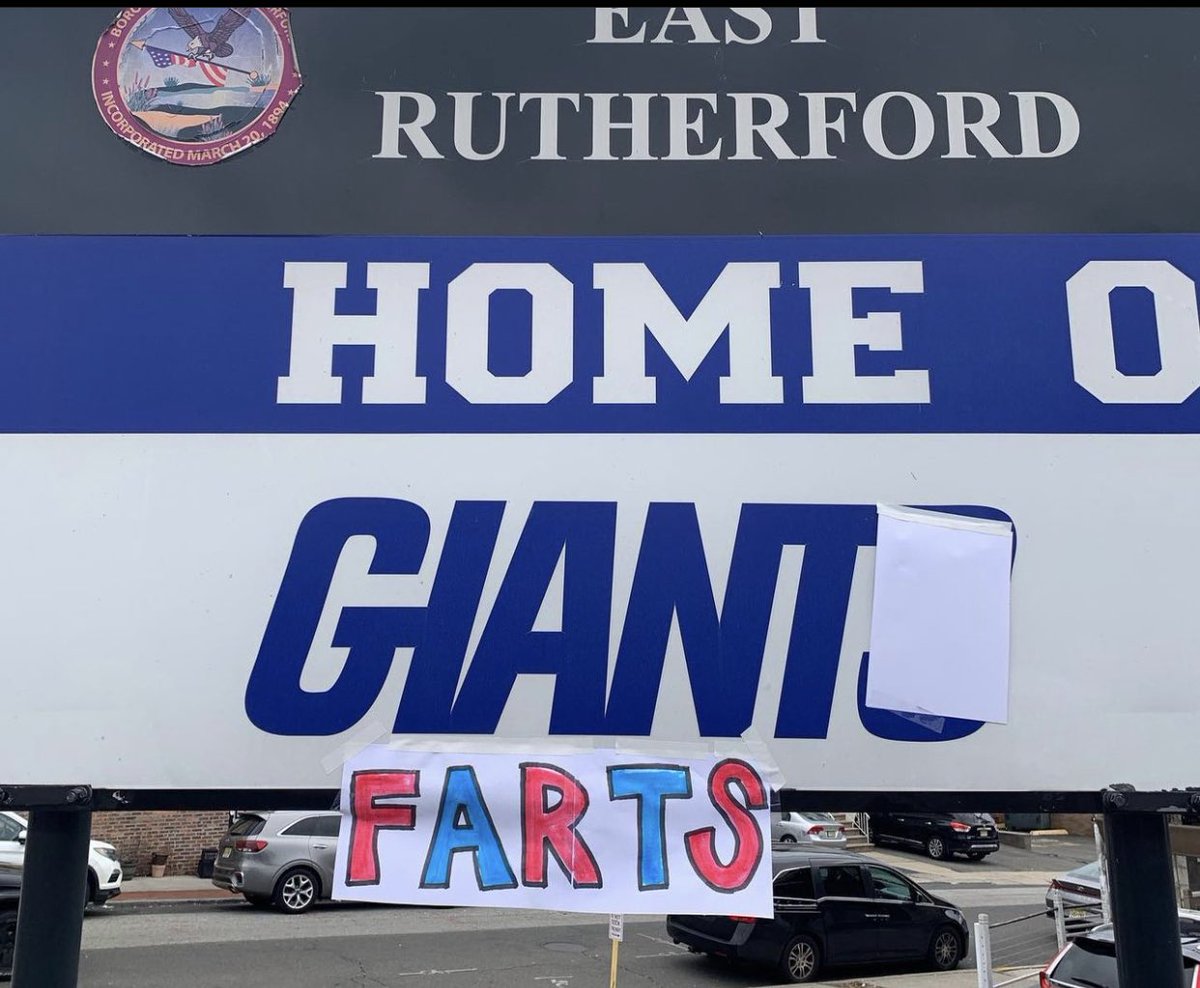 EAST
RUTHERFORD
INCORPORATED MARCH 20, 1894
HOME O
GIANT
FARTS